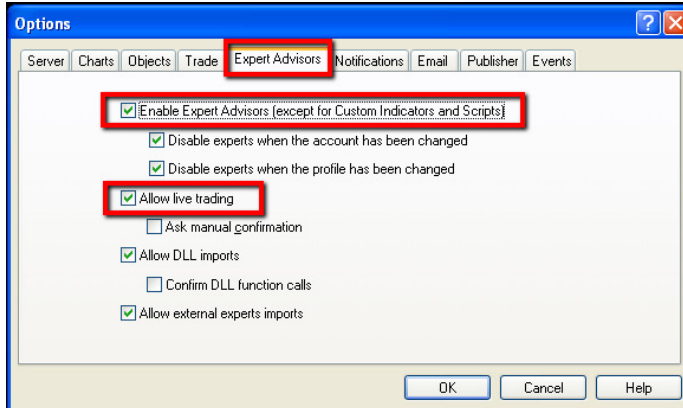 Options
Server Charts Objects Trade Expert Advisors Notifications Email Publisher Events
Enable Expert Advisors (except for Custom Indicators and Scripts)
Disable experts when the account has been changed
Disable experts when the profile has been changed
Allow live trading
Ask manual confirmation
Allow DLL imports
Confirm DLL function calls
Allow external experts imports
OK Cancel Help